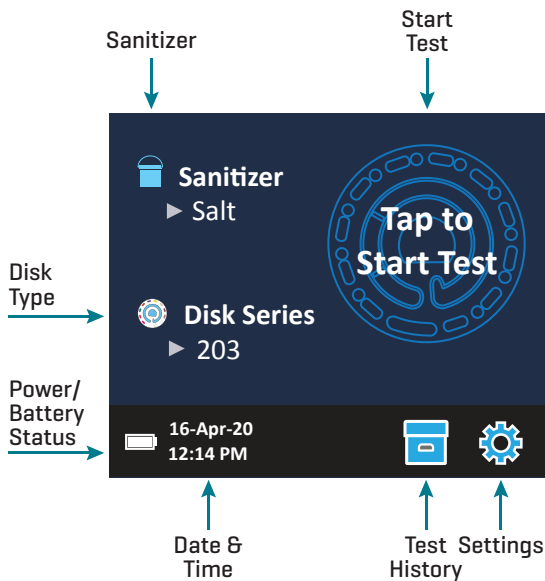 Sanitizer
Start
Test
Sanitizer
Salt
Tap to
Start Test
Disk
Type
Disk Series
203
Power/
Battery
Status
16-Apr-20
12:14 PM
Date &
Time
Test
History
Settings